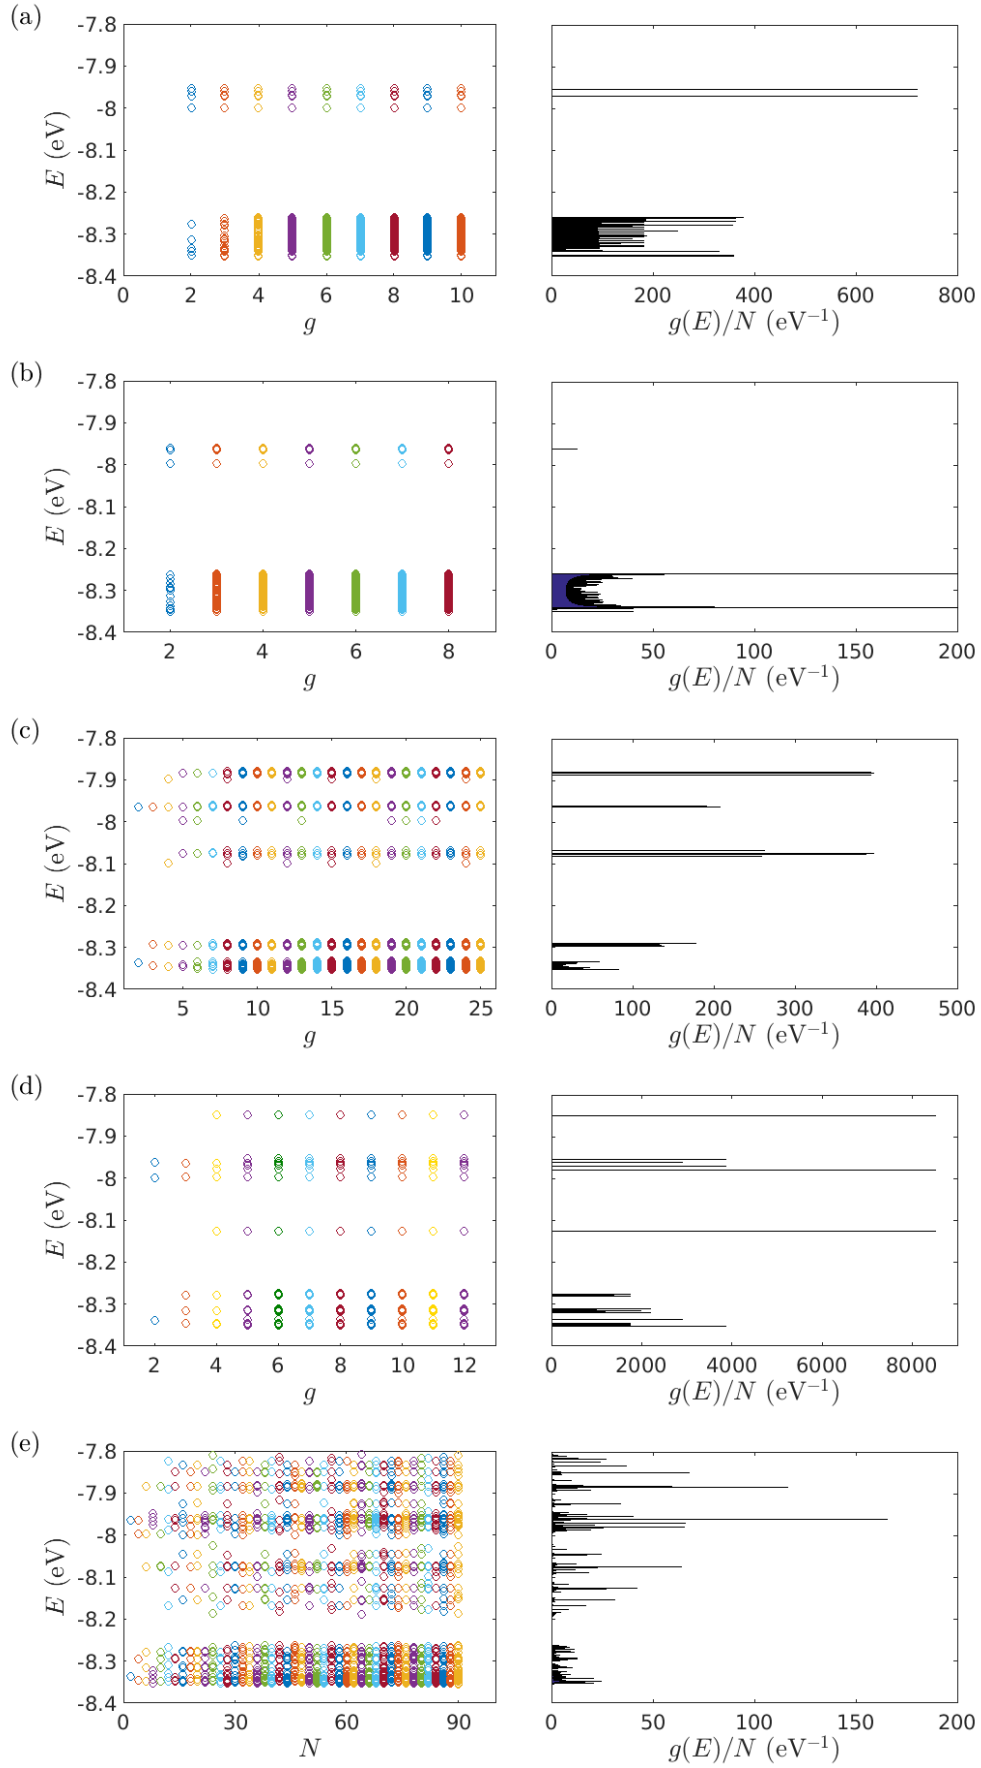 (a)
-7.8
-7.9
-8
-8.1
-8.2
-8.3
-8.4
E (eV)
0 2 4 6 8 10
g
0 200 400 600 800
g(E)/N (eV⁻¹)
(b)
-7.8
-7.9
-8
-8.1
-8.2
-8.3
-8.4
E (eV)
2 4 6 8
g
0 50 100 150 200
g(E)/N (eV⁻¹)
(c)
-7.8
-7.9
-8
-8.1
-8.2
-8.3
-8.4
E (eV)
5 10 15 20 25
g
0 100 200 300 400 500
g(E)/N (eV⁻¹)
(d)
-7.8
-7.9
-8
-8.1
-8.2
-8.3
-8.4
E (eV)
2 4 6 8 10 12
g
0 2000 4000 6000 8000
g(E)/N (eV⁻¹)
(e)
-7.8
-7.9
-8
-8.1
-8.2
-8.3
-8.4
E (eV)
0 30 60 90
N
0 50 100 150 200
g(E)/N (eV⁻¹)